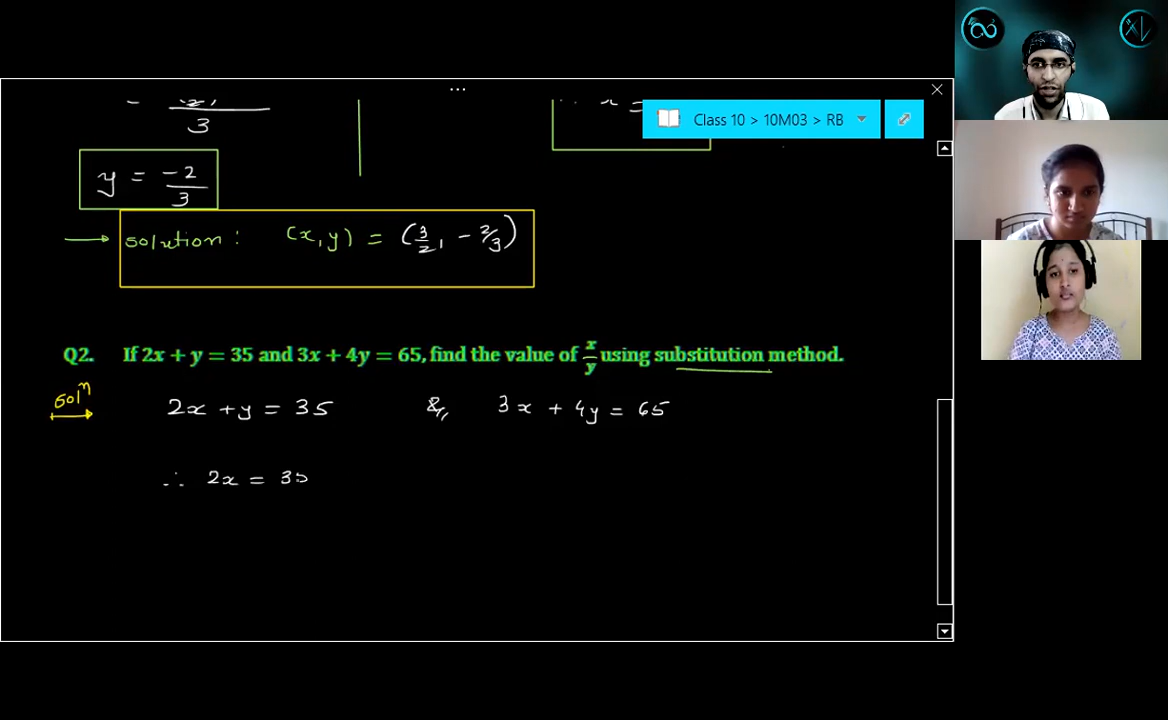 3
Class 10 > 10M03 > RB
y = -2/3
solution : (x, y) = (3/2, -2/3)
Q2. If 2x + y = 35 and 3x + 4y = 65, find the value of x/y using substitution method.
solⁿ 2x + y = 35 & 3x + 4y = 65
∴ 2x = 35